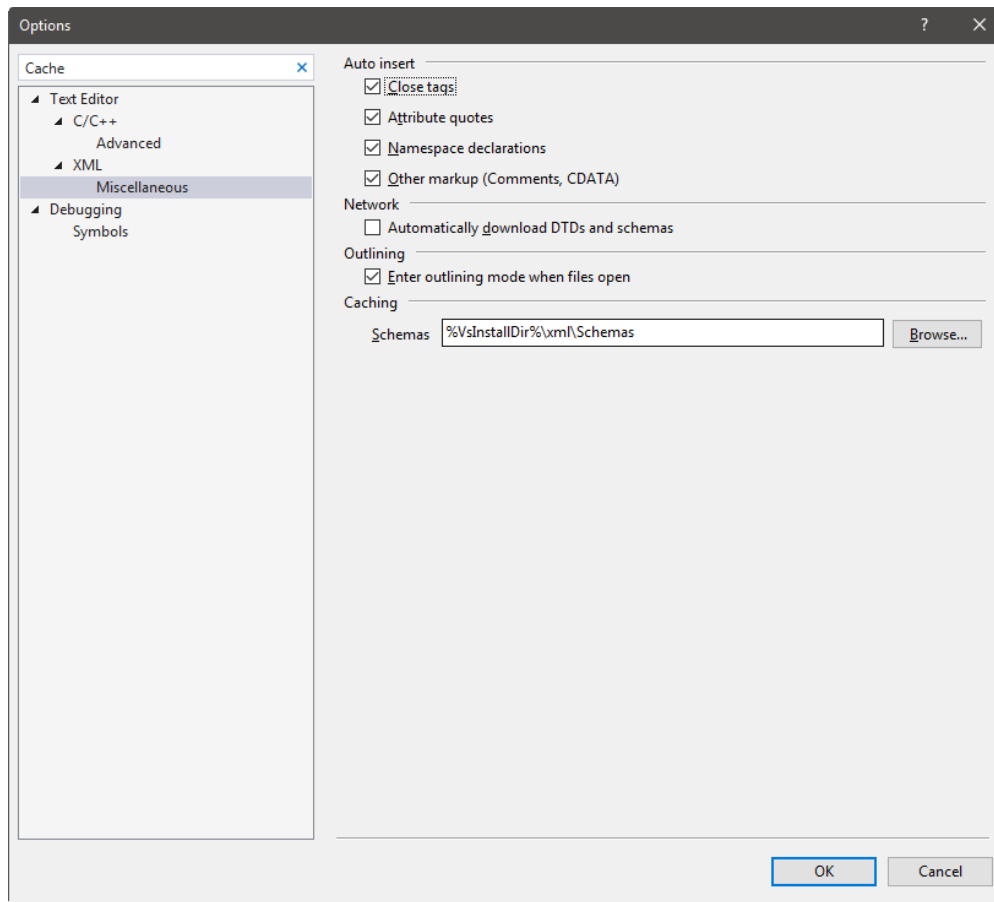 Options
?
Cache
Text Editor
C/C++
Advanced
XML
Miscellaneous
Debugging
Symbols
Auto insert
Close tags
Attribute quotes
Namespace declarations
Other markup (Comments, CDATA)
Network
Automatically download DTDs and schemas
Outlining
Enter outlining mode when files open
Caching
Schemas %VsInstallDir%\xml\Schemas Browse...
OK Cancel